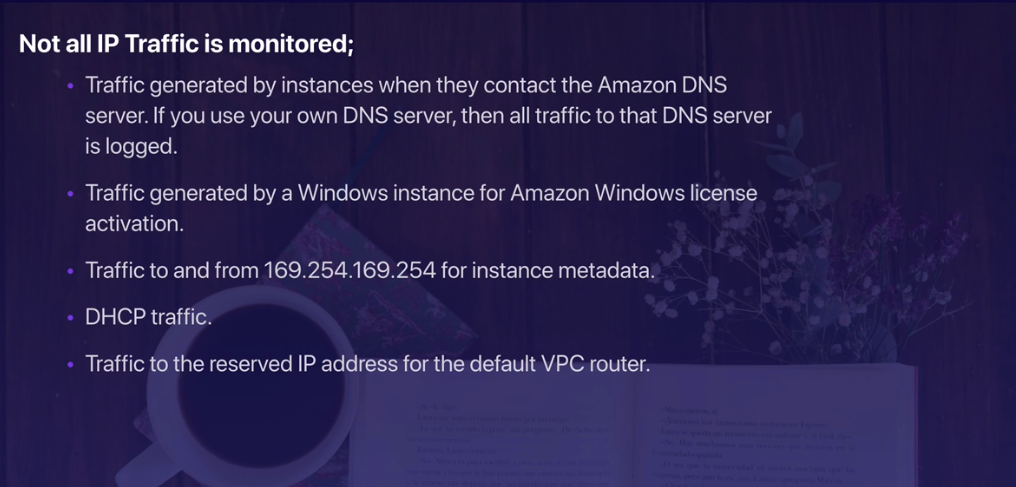 Not all IP Traffic is monitored;
• Traffic generated by instances when they contact the Amazon DNS
server. If you use your own DNS server, then all traffic to that DNS server
is logged.
• Traffic generated by a Windows instance for Amazon Windows license
activation.
• Traffic to and from 169.254.169.254 for instance metadata.
• DHCP traffic.
• Traffic to the reserved IP address for the default VPC router.